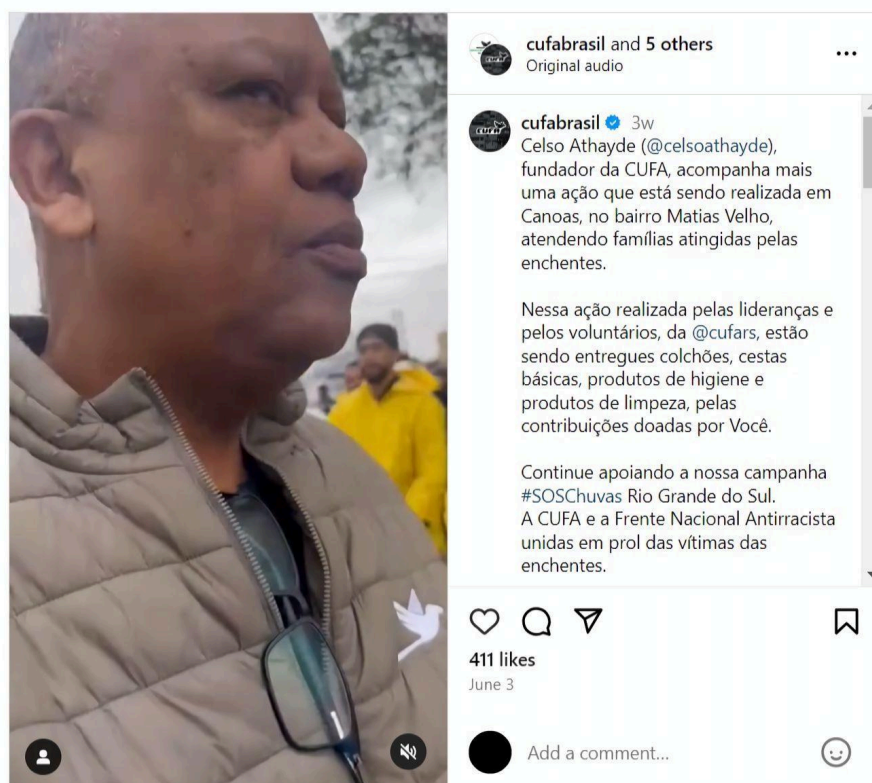 cufabrasil and 5 others
Original audio
cufabrasil 3w
Celso Athayde (@celsoathayde),
fundador da CUFA, acompanha mais
uma ação que está sendo realizada em
Canoas, no bairro Matias Velho,
atendendo famílias atingidas pelas
enchentes.
Nessa ação realizada pelas lideranças e
pelos voluntários, da @cufars, estão
sendo entregues colchões, cestas
básicas, produtos de higiene e
produtos de limpeza, pelas
contribuições doadas por Você.
Continue apoiando a nossa campanha
#SOSChuvas Rio Grande do Sul.
A CUFA e a Frente Nacional Antirracista
unidas em prol das vítimas das
enchentes.
411 likes
June 3
Add a comment...